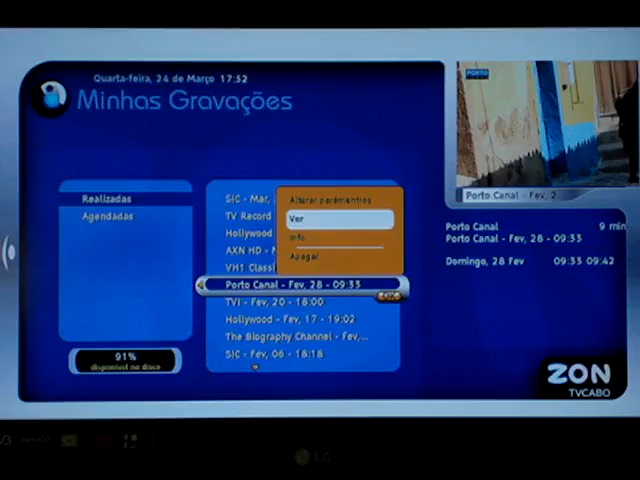 Quarta-feira, 24 de Março 17:32
Minhas Gravações
PORTO
Porto Canal - Fev, 2
Realizadas
Agendadas
SIC - Mar,
TV Record
Hollywood
AXN HD -
VH1 Classi
Porto Canal - Fev, 28 - 09:33
TVI - Fev, 20 - 18:00
Hollywood - Fev, 17 - 19:02
The Biography Channel - Fev,...
SIC - Fev, 06 - 18:18
Alterar parâmentros
Ver
Info
Apagar
OK
Porto Canal 9 min
Porto Canal - Fev, 28 - 09:33
Domingo, 28 Fev 09:33 09:42
91%
disponível no disco
ZON
TVCABO
LG